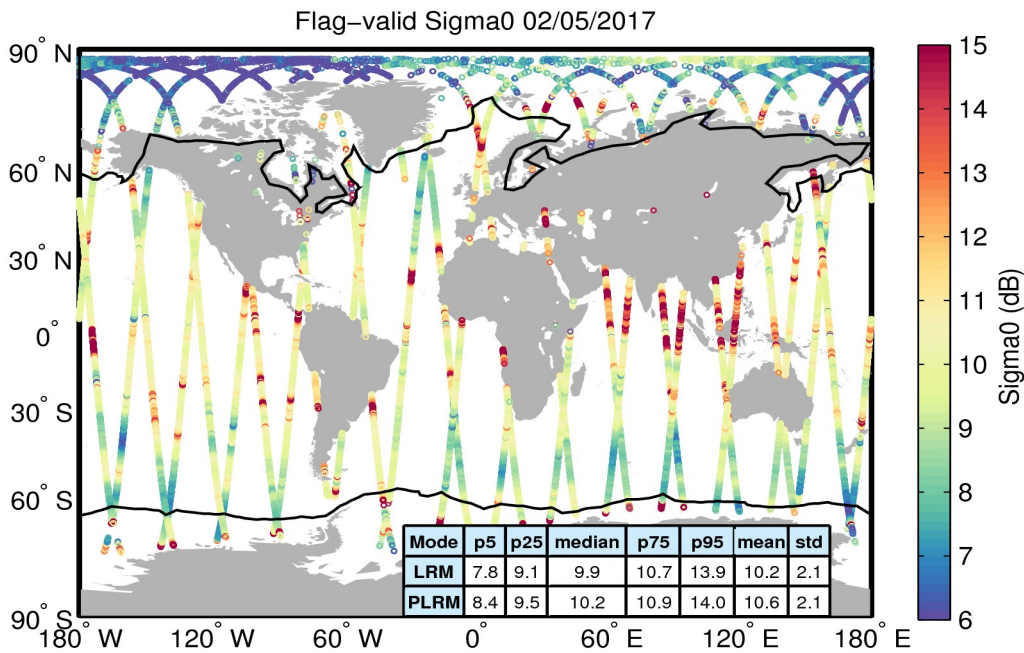 Flag-valid Sigma0 02/05/2017
90° N
60° N
30° N
0°
30° S
60° S
90° S
180° W
120° W
60° W
0°
60° E
120° E
180° E
Mode p5 p25 median p75 p95 mean std
LRM 7.8 9.1 9.9 10.7 13.9 10.2 2.1
PLRM 8.4 9.5 10.2 10.9 14.0 10.6 2.1
15
14
13
12
11
10
9
8
7
6
Sigma0 (dB)